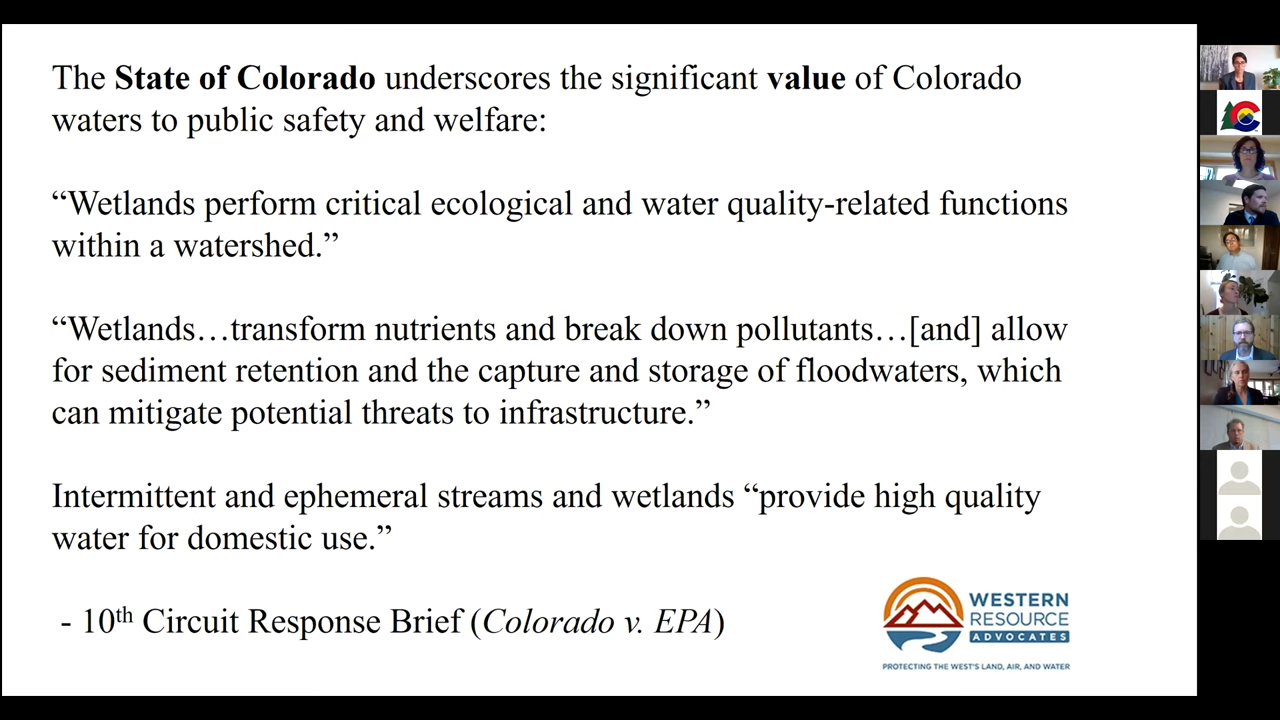 The State of Colorado underscores the significant value of Colorado
waters to public safety and welfare:
“Wetlands perform critical ecological and water quality-related functions
within a watershed.”
“Wetlands…transform nutrients and break down pollutants…[and] allow
for sediment retention and the capture and storage of floodwaters, which
can mitigate potential threats to infrastructure.”
Intermittent and ephemeral streams and wetlands “provide high quality
water for domestic use.”
- 10th Circuit Response Brief (Colorado v. EPA)
WESTERN
RESOURCE
ADVOCATES
PROTECTING THE WEST'S LAND, AIR, AND WATER